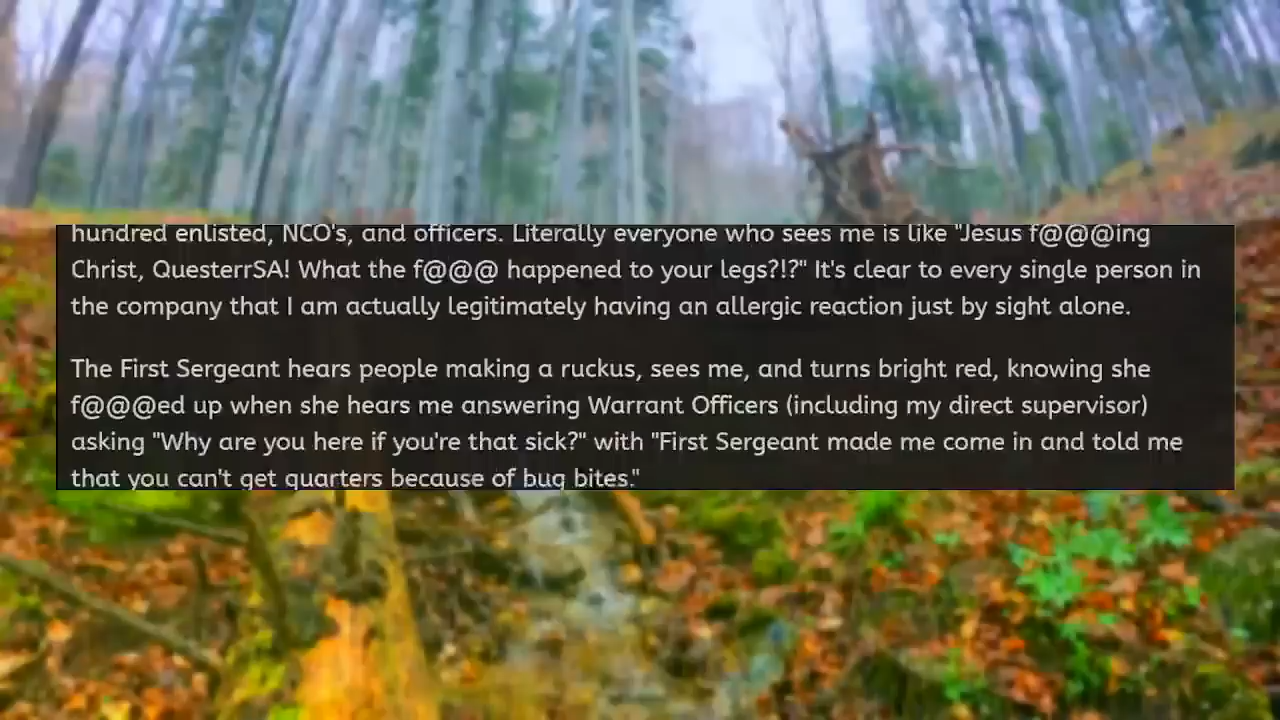 hundred enlisted, NCO's, and officers. Literally everyone who sees me is like "Jesus f@@@ing
Christ, QuesterrSA! What the f@@@ happened to your legs?!?" It's clear to every single person in
the company that I am actually legitimately having an allergic reaction just by sight alone.
The First Sergeant hears people making a ruckus, sees me, and turns bright red, knowing she
f@@@ed up when she hears me answering Warrant Officers (including my direct supervisor)
asking "Why are you here if you're that sick?" with "First Sergeant made me come in and told me
that you can't get quarters because of bug bites."